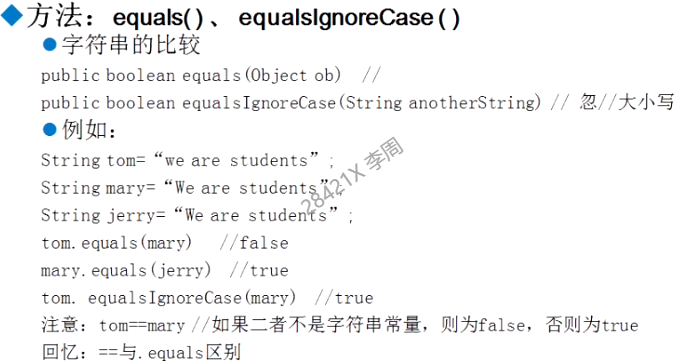 方法：equals()、equalsIgnoreCase()
字符串的比较
public boolean equals(Object ob) //
public boolean equalsIgnoreCase(String anotherString) // 忽//大小写
例如：
String tom=“we are students”;
String mary=“We are students”;
String jerry=“We are students”;
tom.equals(mary) //false
mary.equals(jerry) //true
tom. equalsIgnoreCase(mary) //true
注意：tom==mary //如果二者不是字符串常量，则为false，否则为true
回忆：==与.equals区别
28421X 李周